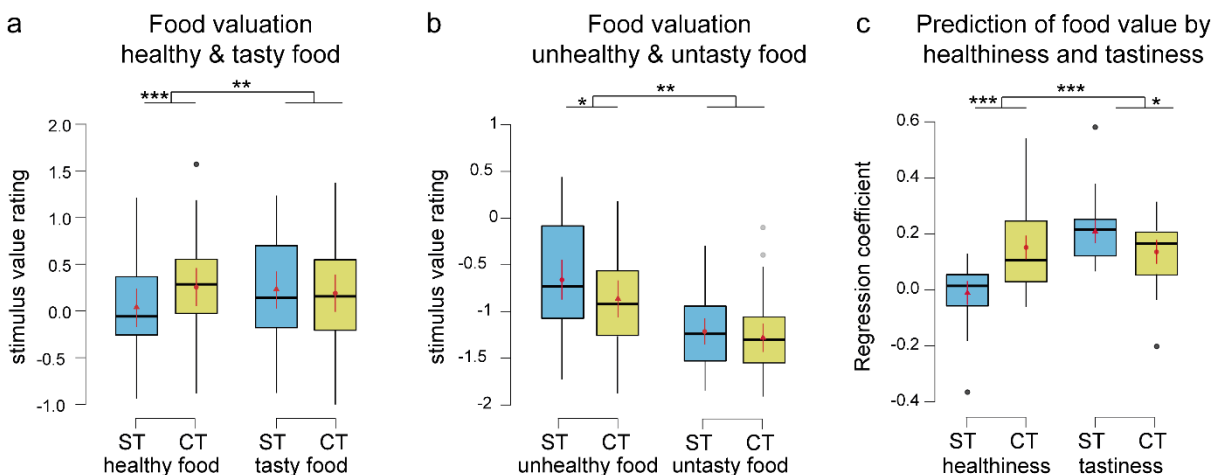 a
Food valuation
healthy & tasty food
***
**
stimulus value rating
2.0
1.5
1.0
0.5
0.0
-0.5
-1.0
ST CT ST CT
healthy food tasty food
b
Food valuation
unhealthy & untasty food
*
**
stimulus value rating
1
0.5
0
-0.5
-1
-1.5
-2
ST CT ST CT
unhealthy food untasty food
c
Prediction of food value by
healthiness and tastiness
***
***
*
Regression coefficient
0.6
0.4
0.2
0.0
-0.2
-0.4
ST CT ST CT
healthiness tastiness